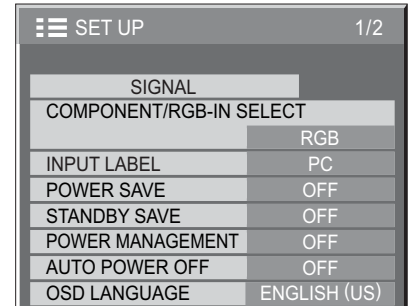 SET UP 1/2
SIGNAL
COMPONENT/RGB-IN SELECT
RGB
INPUT LABEL PC
POWER SAVE OFF
STANDBY SAVE OFF
POWER MANAGEMENT OFF
AUTO POWER OFF OFF
OSD LANGUAGE ENGLISH (US)